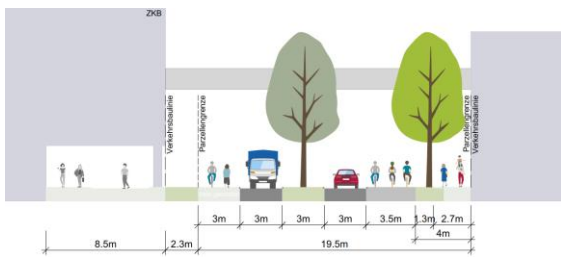 ZKB
Verkehrsbaulinie
Parzellengrenze
Parzellengrenze
Verkehrsbaulinie
3m 3m 3m 3m 3.5m 1.3m 2.7m
4m
8.5m 2.3m 19.5m